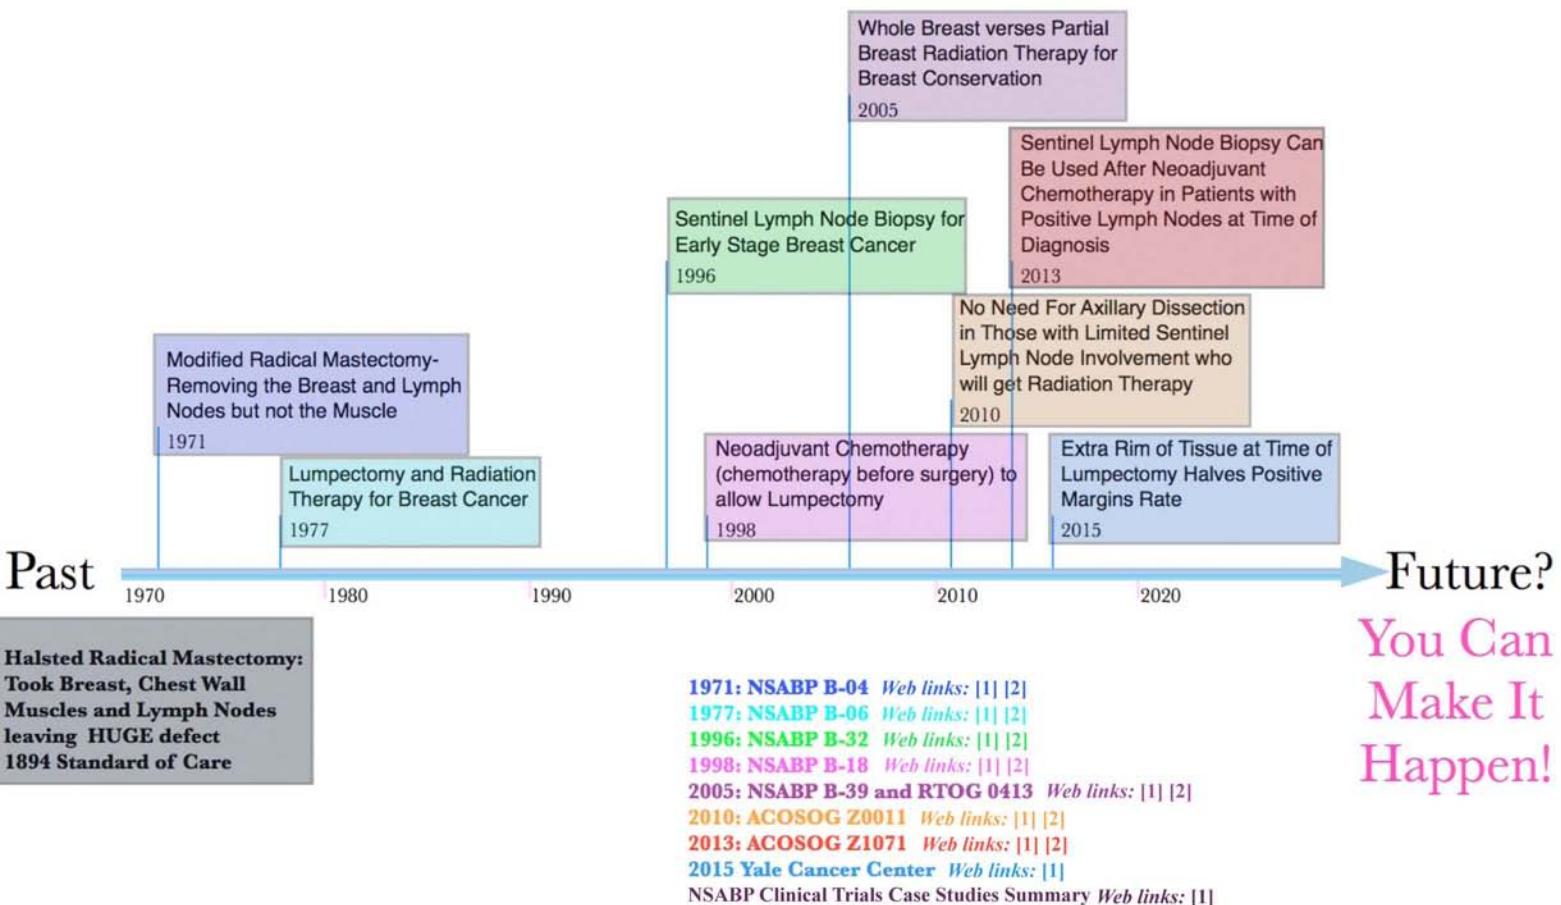 Whole Breast verses Partial
Breast Radiation Therapy for
Breast Conservation
2005
Sentinel Lymph Node Biopsy Can
Be Used After Neoadjuvant
Chemotherapy in Patients with
Positive Lymph Nodes at Time of
Diagnosis
2013
Sentinel Lymph Node Biopsy for
Early Stage Breast Cancer
1996
No Need For Axillary Dissection
in Those with Limited Sentinel
Lymph Node Involvement who
will get Radiation Therapy
2010
Modified Radical Mastectomy-
Removing the Breast and Lymph
Nodes but not the Muscle
1971
Lumpectomy and Radiation
Therapy for Breast Cancer
1977
Neoadjuvant Chemotherapy
(chemotherapy before surgery) to
allow Lumpectomy
1998
Extra Rim of Tissue at Time of
Lumpectomy Halves Positive
Margins Rate
2015
Past
1970 1980 1990 2000 2010 2020
Future?
You Can
Make It
Happen!
Halsted Radical Mastectomy:
Took Breast, Chest Wall
Muscles and Lymph Nodes
leaving HUGE defect
1894 Standard of Care
1971: NSABP B-04 Web links: [1] [2]
1977: NSABP B-06 Web links: [1] [2]
1996: NSABP B-32 Web links: [1] [2]
1998: NSABP B-18 Web links: [1] [2]
2005: NSABP B-39 and RTOG 0413 Web links: [1] [2]
2010: ACOSOG Z0011 Web links: [1] [2]
2013: ACOSOG Z1071 Web links: [1] [2]
2015 Yale Cancer Center Web links: [1]
NSABP Clinical Trials Case Studies Summary Web links: [1]